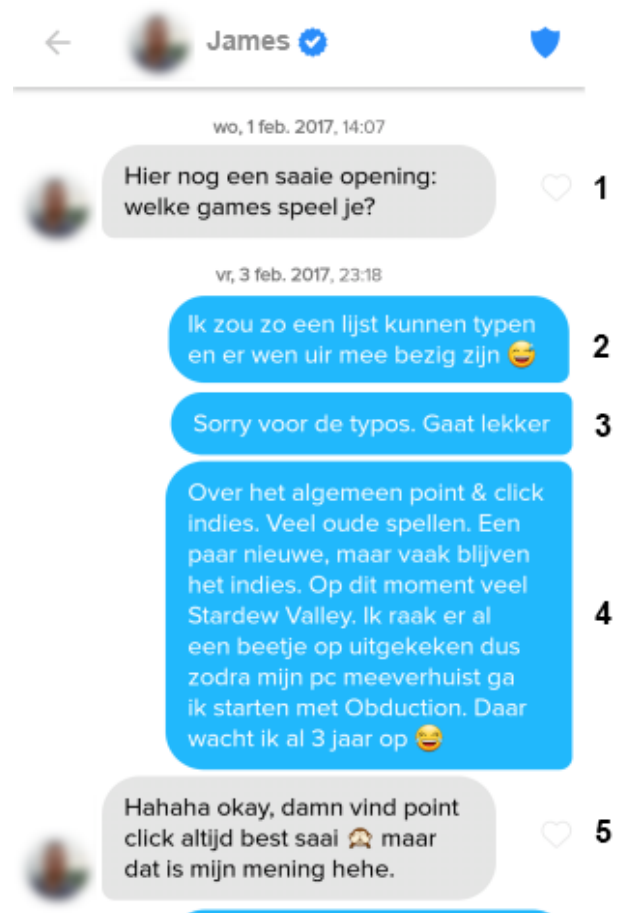 James
wo, 1 feb. 2017, 14:07
Hier nog een saaie opening:
welke games speel je?
1
vr, 3 feb. 2017, 23:18
Ik zou zo een lijst kunnen typen
en er wen uir mee bezig zijn 😅
2
Sorry voor de typos. Gaat lekker
3
Over het algemeen point & click
indies. Veel oude spellen. Een
paar nieuwe, maar vaak blijven
het indies. Op dit moment veel
Stardew Valley. Ik raak er al
een beetje op uitgekeken dus
zodra mijn pc meeverhuist ga
ik starten met Obduction. Daar
wacht ik al 3 jaar op 😄
4
Hahaha okay, damn vind point
click altijd best saai 🙈 maar
dat is mijn mening hehe.
5